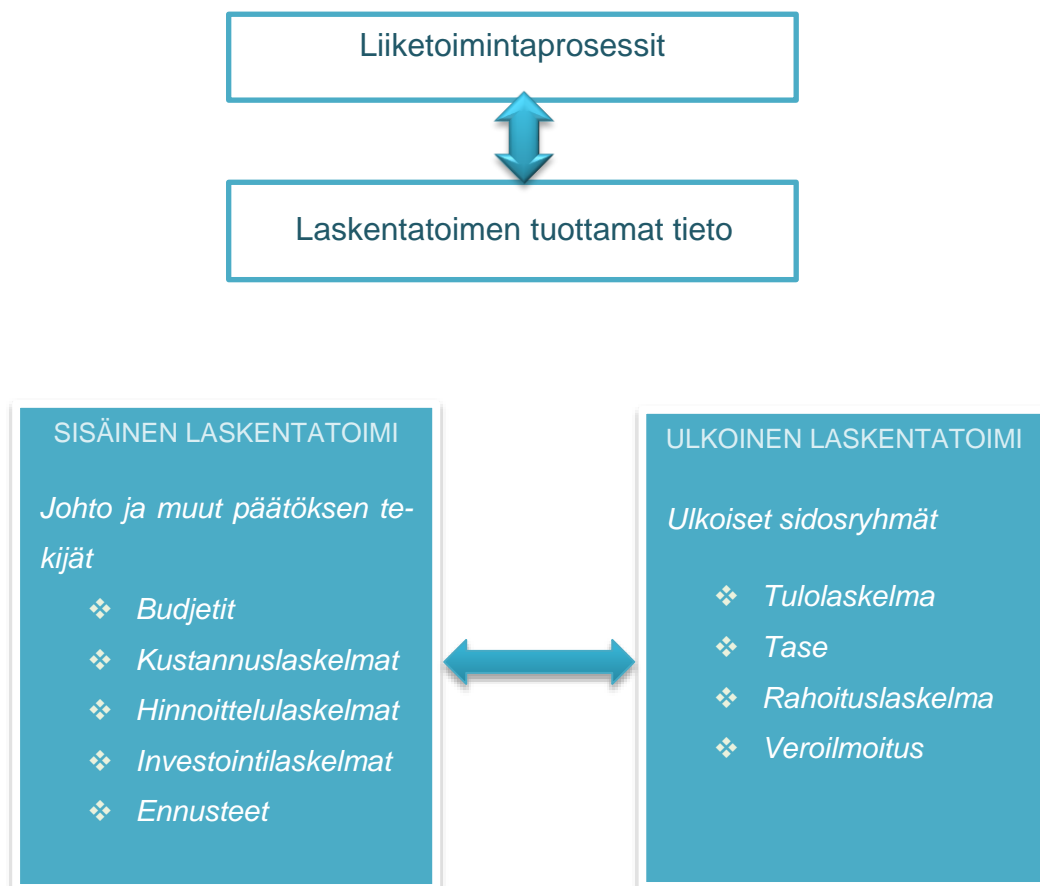 Liiketoimintaprosessit
Laskentatoimen tuottamat tieto
SISÄINEN LASKENTATOIMI
Johto ja muut päätöksen te-
kijät
❖ Budjetit
❖ Kustannuslaskelmat
❖ Hinnoittelulaskelmat
❖ Investointilaskelmat
❖ Ennusteet
ULKOINEN LASKENTATOIMI
Ulkoiset sidosryhmät
❖ Tulolaskelma
❖ Tase
❖ Rahoituslaskelma
❖ Veroilmoitus